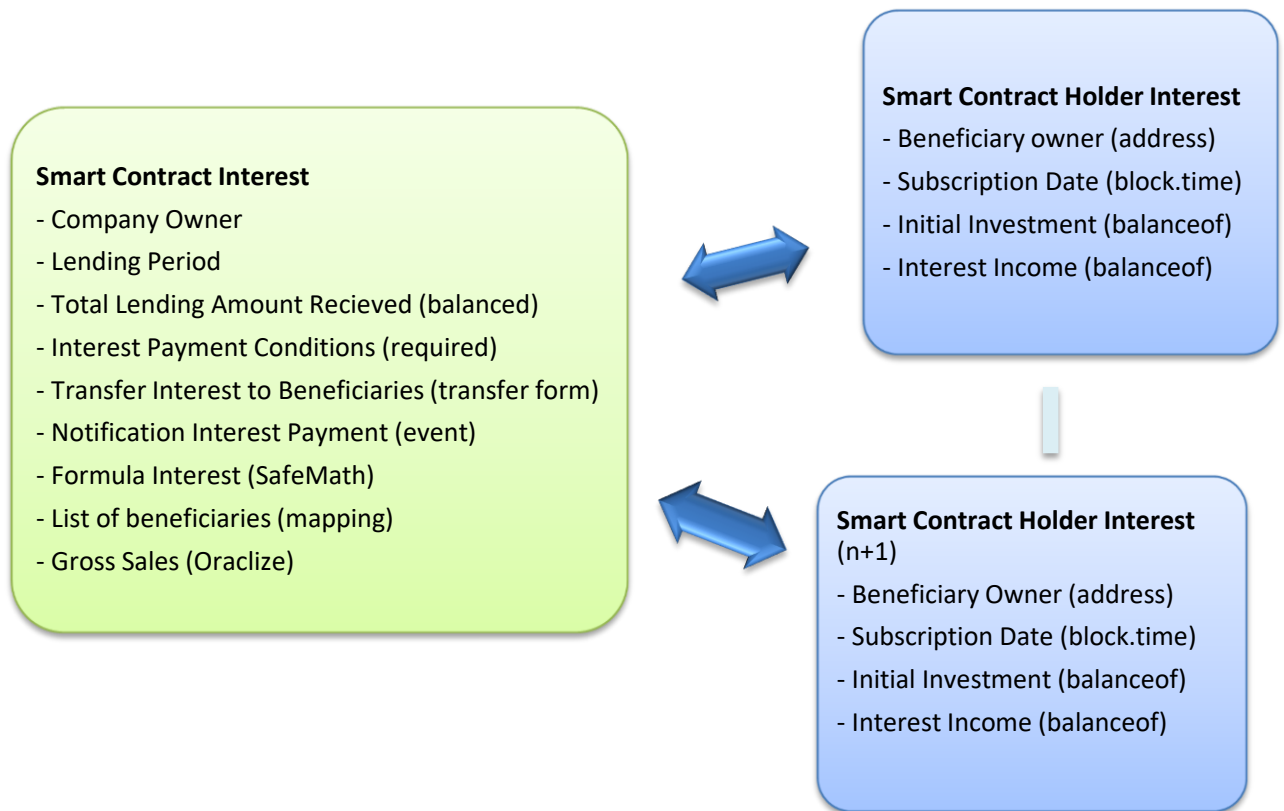 Smart Contract Interest
- Company Owner
- Lending Period
- Total Lending Amount Recieved (balanced)
- Interest Payment Conditions (required)
- Transfer Interest to Beneficiaries (transfer form)
- Notification Interest Payment (event)
- Formula Interest (SafeMath)
- List of beneficiaries (mapping)
- Gross Sales (Oraclize)
Smart Contract Holder Interest
- Beneficiary owner (address)
- Subscription Date (block.time)
- Initial Investment (balanceof)
- Interest Income (balanceof)
Smart Contract Holder Interest
(n+1)
- Beneficiary Owner (address)
- Subscription Date (block.time)
- Initial Investment (balanceof)
- Interest Income (balanceof)